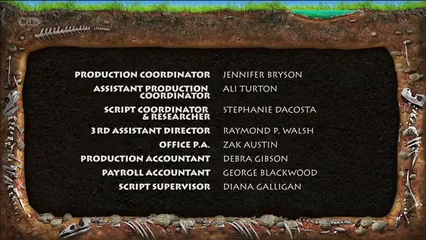 PRODUCTION COORDINATOR JENNIFER BRYSON
ASSISTANT PRODUCTION COORDINATOR ALI TURTON
SCRIPT COORDINATOR & RESEARCHER STEPHANIE DACOSTA
3RD ASSISTANT DIRECTOR RAYMOND P. WALSH
OFFICE P.A. ZAK AUSTIN
PRODUCTION ACCOUNTANT DEBRA GIBSON
PAYROLL ACCOUNTANT GEORGE BLACKWOOD
SCRIPT SUPERVISOR DIANA GALLIGAN